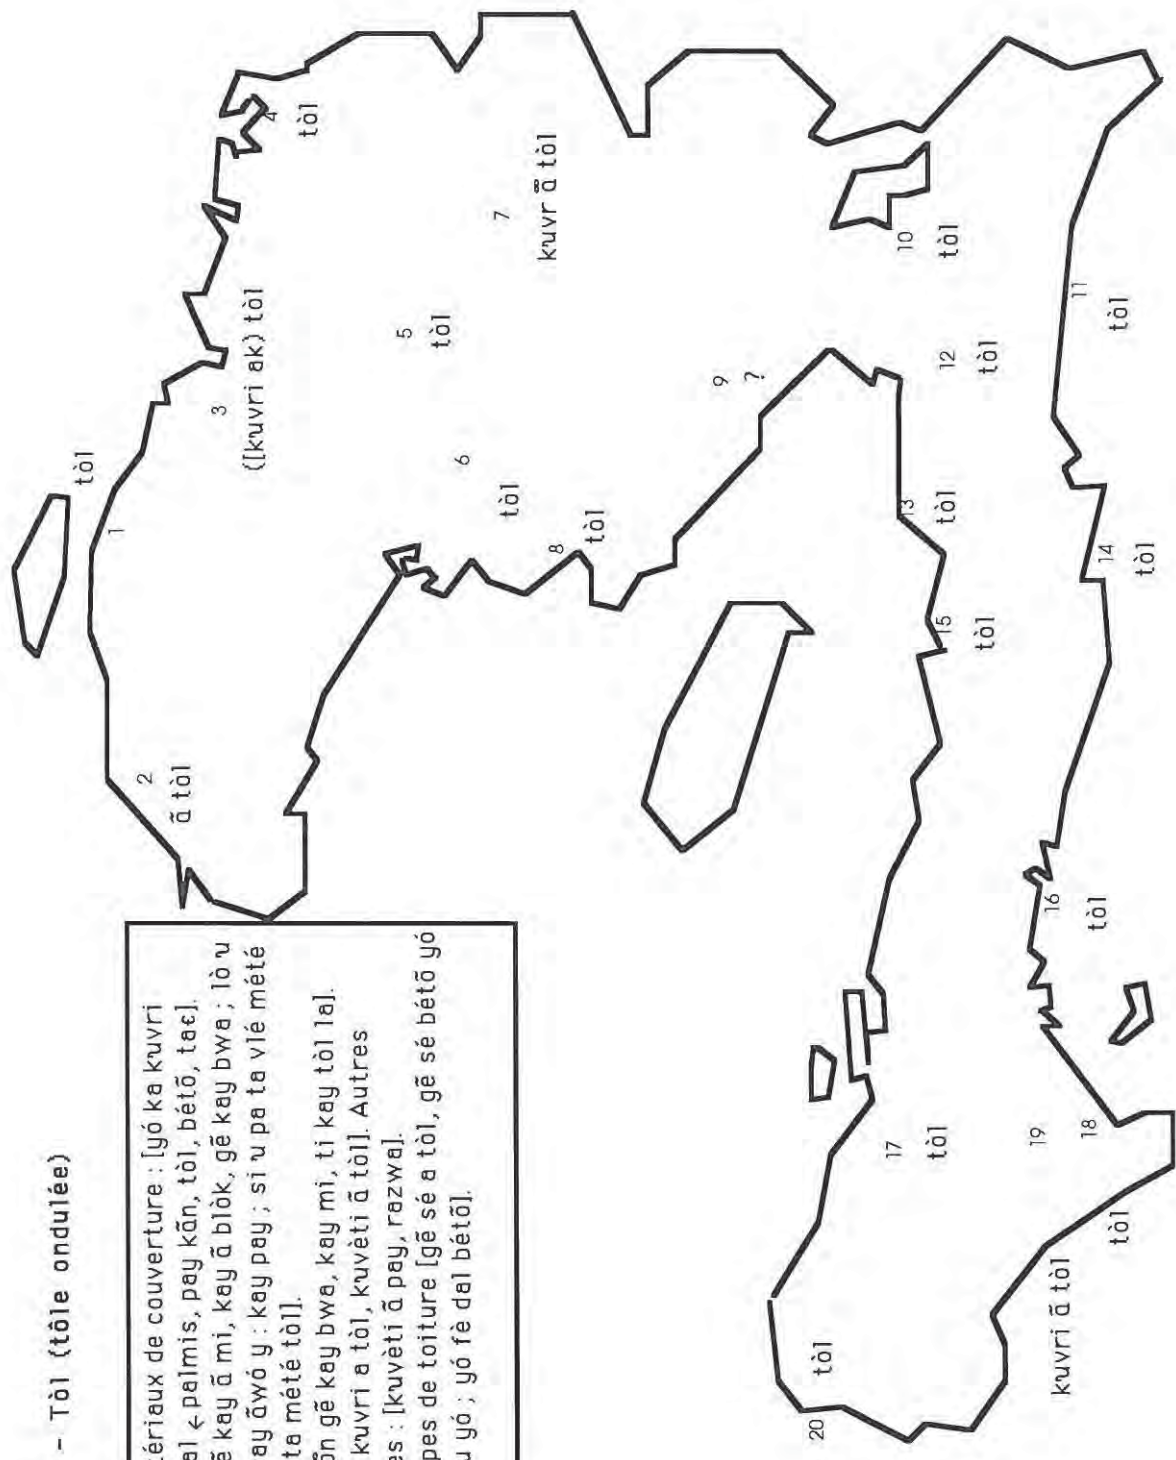 - Tòl (tôle ondulée)
tériaux de couverture : [yó ka kuvri
al ← palmis, pay kãn, tòl, bétõ, taɛ].
ẽ kay ã mi, kay ã blòk, gẽ kay bwa ; lò u
ay ãwó y : kay pay ; si u pa ta vlé mété
ta mété tòl].
õn gẽ kay bwa, kay mi, ti kay tòl la].
kuvri a tòl, kuvèti ã tòl]. Autres
es : [kuvèti ã pay, razwa].
pes de toiture [gẽ sé a tòl, gẽ sé bétõ yó
u yó ; yó fè dal bétõ].
tòl
1
2
ã tòl
3
([kuvri ak) tòl
4
tòl
5
tòl
6
tòl
7
kuvr ã tòl
8
tòl
9
?
10
tòl
11
tòl
12
tòl
13
tòl
14
tòl
15
tòl
16
tòl
17
tòl
18
tòl
19
kuvri ã tòl
20
tòl